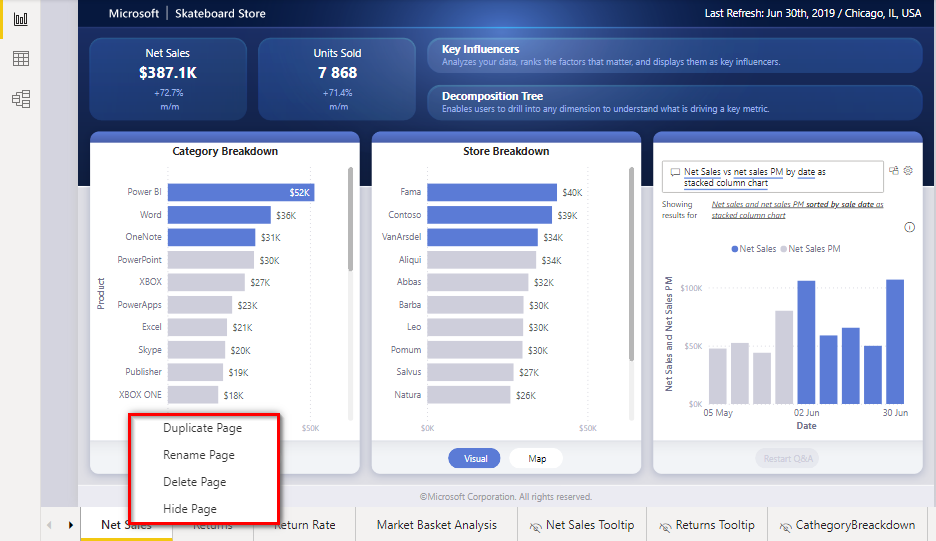 Microsoft | Skateboard Store
Last Refresh: Jun 30th, 2019 / Chicago, IL, USA
Net Sales
$387.1K
+72.7%
m/m
Units Sold
7 868
+71.4%
m/m
Key Influencers
Analyzes your data, ranks the factors that matter, and displays them as key influencers.
Decomposition Tree
Enables users to drill into any dimension to understand what is driving a key metric.
Category Breakdown
Product
Power BI $52K
Word $36K
OneNote $31K
PowerPoint $30K
XBOX $27K
PowerApps $23K
Excel $21K
Skype $20K
Publisher $19K
XBOX ONE $18K
$50K
Store Breakdown
Fama $40K
Contoso $39K
VanArsdel $34K
Aliqui $34K
Abbas $32K
Barba $30K
Leo $30K
Pomum $30K
Salvus $27K
Natura $26K
$0K $50K
Visual Map
Net Sales vs net sales PM by date as
stacked column chart
Showing
results for
Net sales and net sales PM sorted by sale date as
stacked column chart
Net Sales Net Sales PM
Net Sales and Net Sales PM
$100K
$50K
$0K
05 May 02 Jun 30 Jun
Date
Restart Q&A
Duplicate Page
Rename Page
Delete Page
Hide Page
©Microsoft Corporation. All rights reserved.
Net Sales Returns Return Rate Market Basket Analysis Net Sales Tooltip Returns Tooltip CathegoryBreackdown